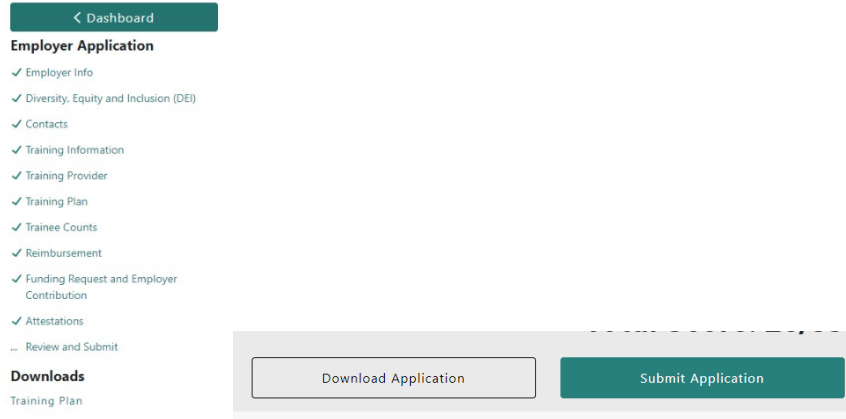 Dashboard
Employer Application
Employer Info
Diversity, Equity and Inclusion (DEI)
Contacts
Training Information
Training Provider
Training Plan
Trainee Counts
Reimbursement
Funding Request and Employer
Contribution
Attestations
... Review and Submit
Downloads
Training Plan
Download Application
Submit Application